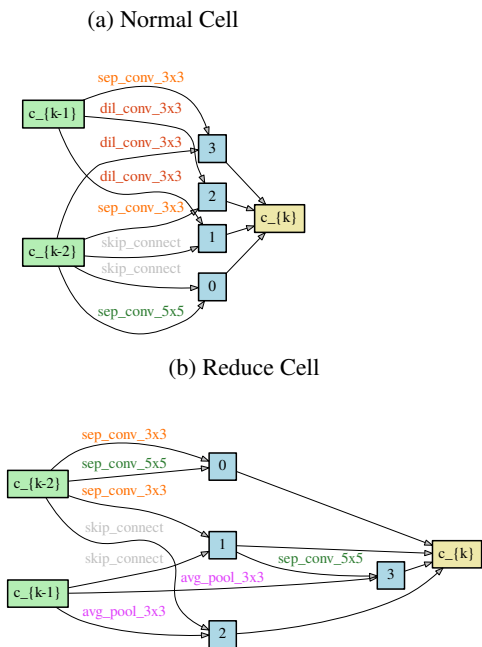 (a) Normal Cell
sep_conv_3x3
c_{k-1}
dil_conv_3x3
dil_conv_3x3
3
dil_conv_3x3
2
sep_conv_3x3
c_{k}
1
skip_connect
c_{k-2}
skip_connect
0
sep_conv_5x5
(b) Reduce Cell
sep_conv_3x3
sep_conv_5x5
0
c_{k-2}
sep_conv_3x3
skip_connect
1
c_{k}
skip_connect
sep_conv_5x5
avg_pool_3x3
3
c_{k-1}
avg_pool_3x3
2